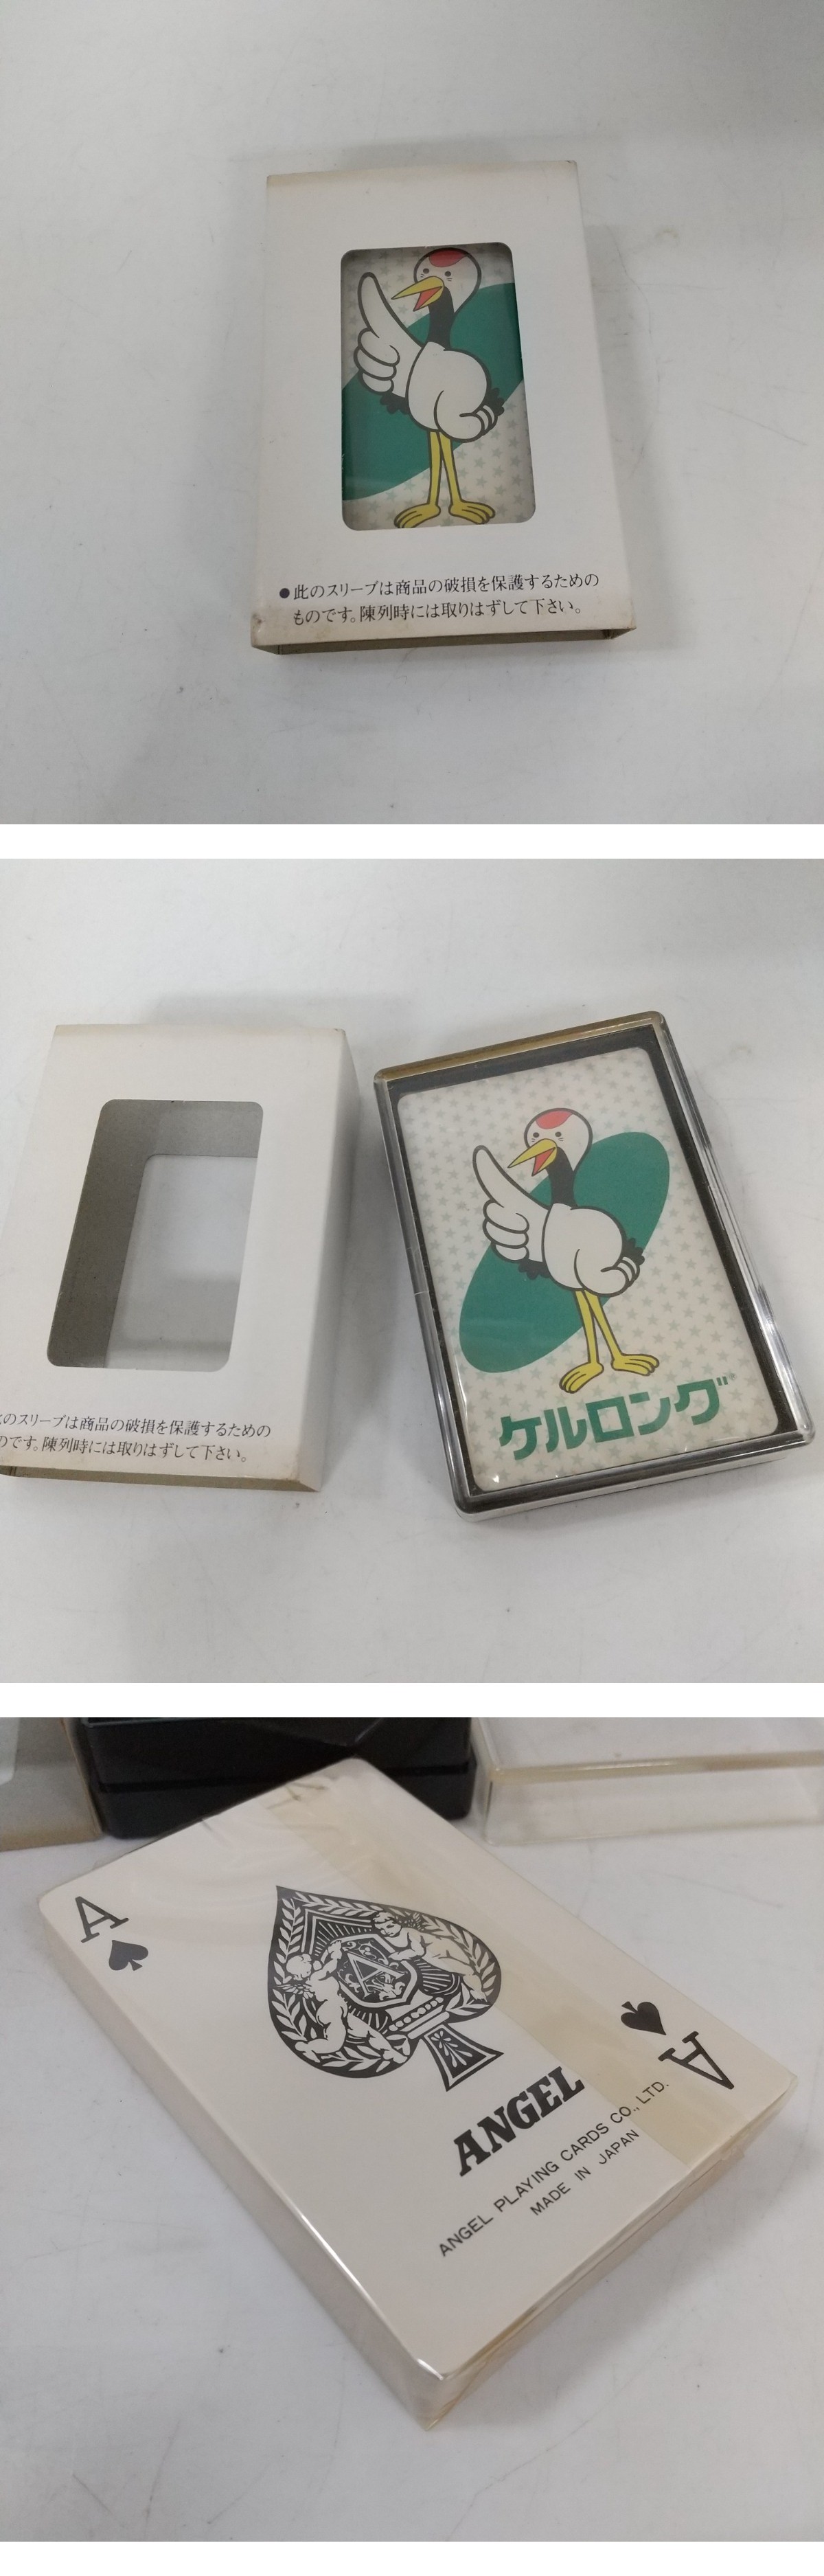 ●此のスリーブは商品の破損を保護するための
ものです。陳列時には取りはずして下さい。
のスリーブは商品の破損を保護するための
のです。陳列時には取りはずして下さい。
ケルロング
A
A
ANGEL
ANGEL PLAYING CARDS CO., LTD.
MADE IN JAPAN